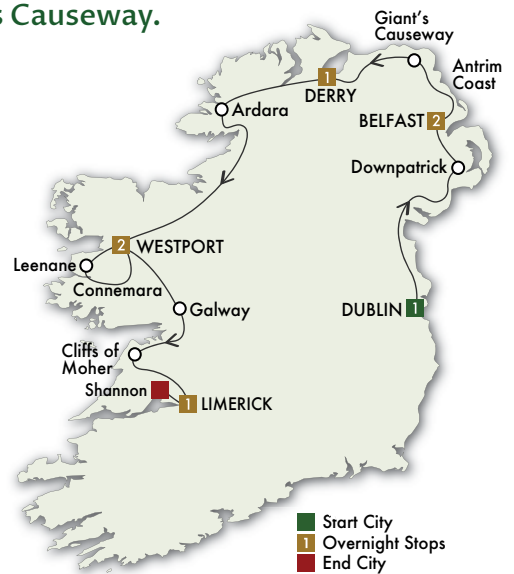 s Causeway.
Giant's
Causeway
Antrim
Coast
1
DERRY
Ardara
BELFAST 2
Downpatrick
2 WESTPORT
Leenane
Connemara
Galway
DUBLIN 1
Cliffs of
Moher
Shannon
1 LIMERICK
Start City
1 Overnight Stops
End City